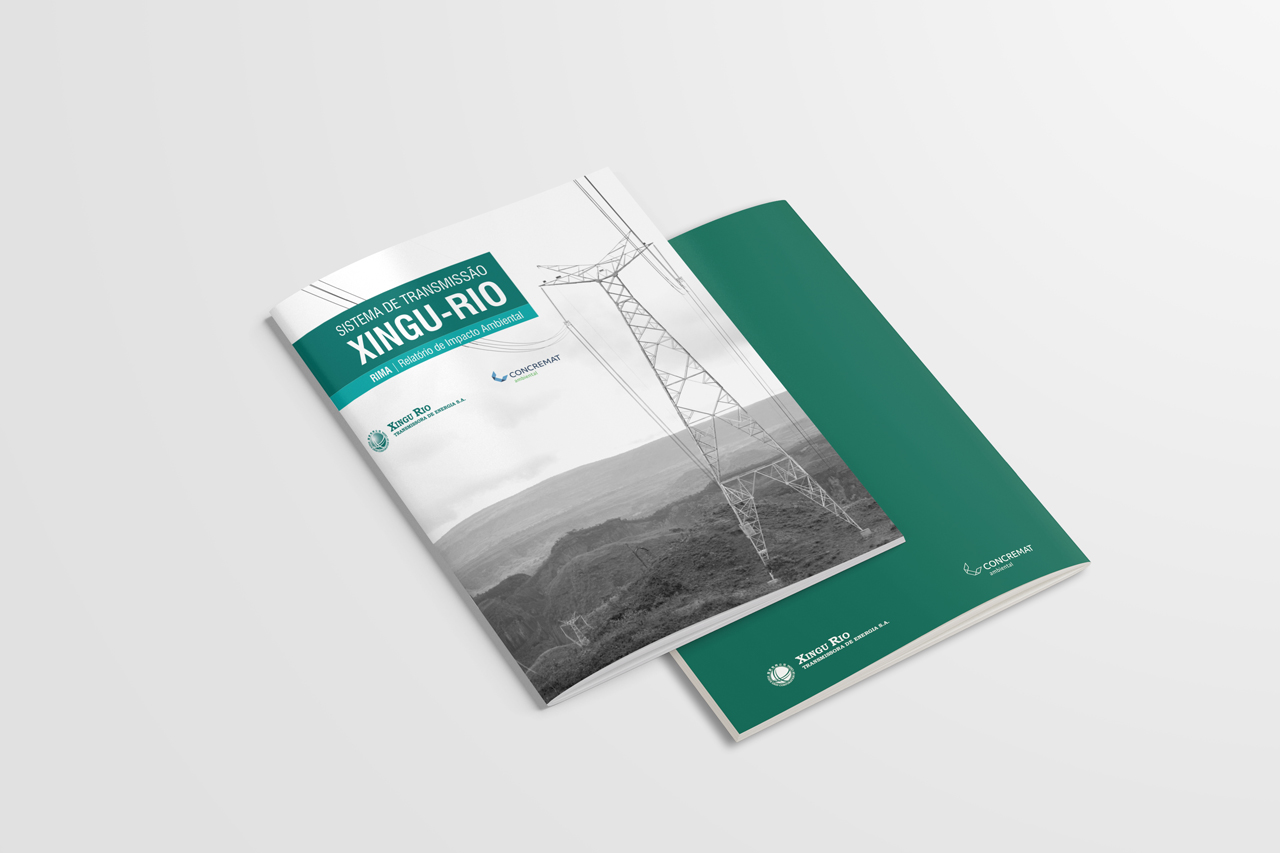 SISTEMA DE TRANSMISSÃO
XINGU-RIO
RIMA | Relatório de Impacto Ambiental
CONCREMAT
ambiental
XINGU RIO
TRANSMISSORA DE ENERGIA S.A.
CONCREMAT
ambiental
XINGU RIO
TRANSMISSORA DE ENERGIA S.A.